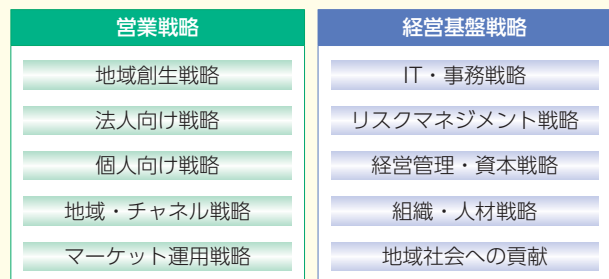 営業戦略
地域創生戦略
法人向け戦略
個人向け戦略
地域・チャネル戦略
マーケット運用戦略
経営基盤戦略
IT・事務戦略
リスクマネジメント戦略
経営管理・資本戦略
組織・人材戦略
地域社会への貢献